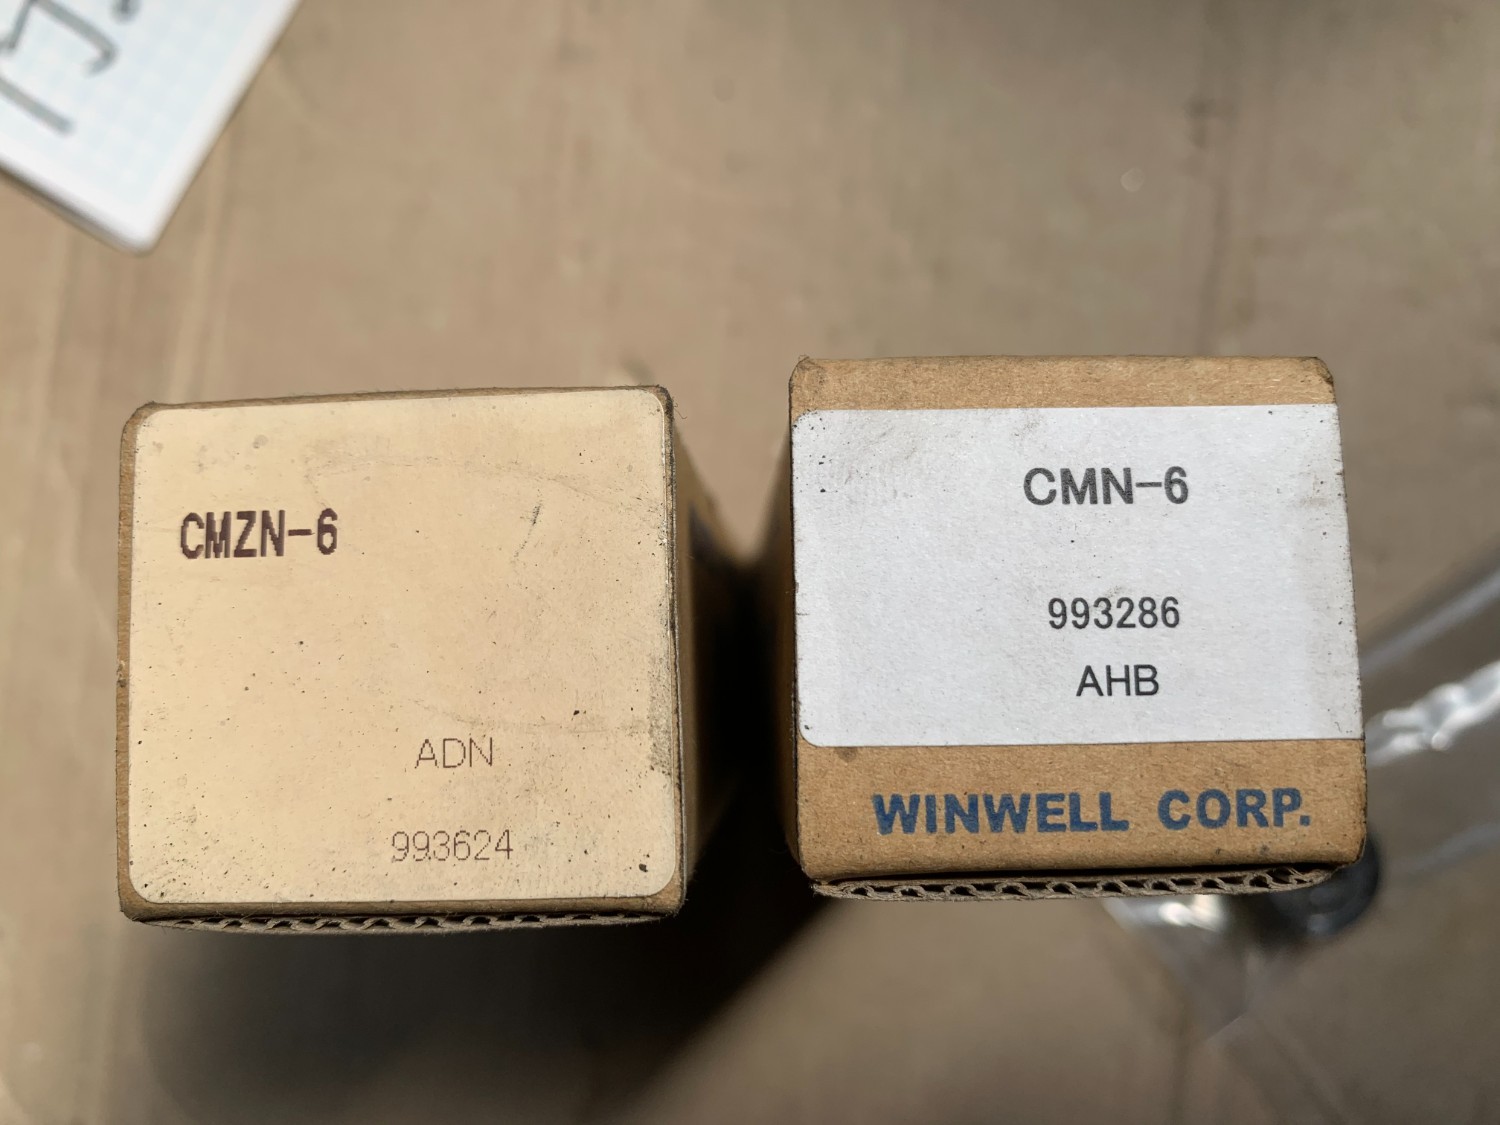 CMZN-6
ADN
993624
CMN-6
993286
AHB
WINWELL CORP.